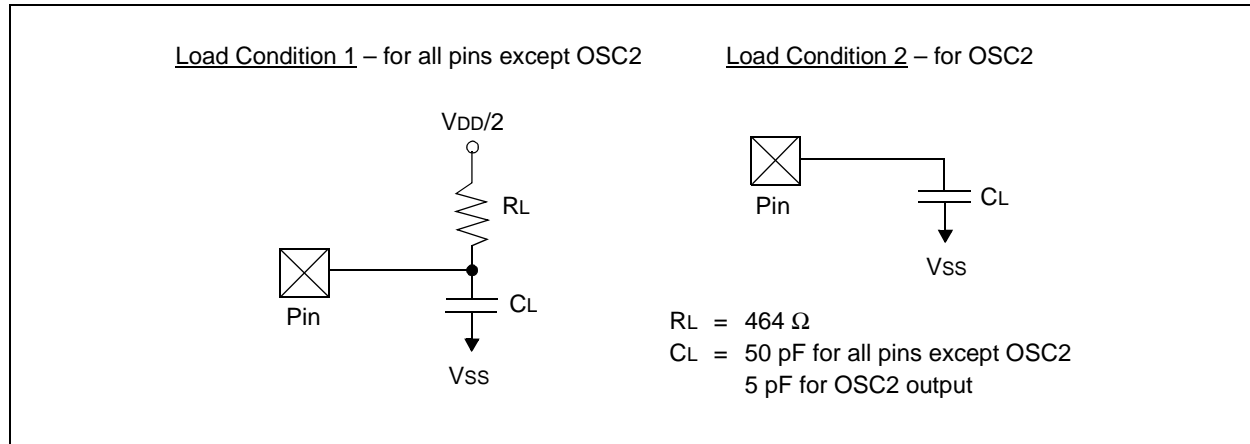 Load Condition 1 – for all pins except OSC2
VDD/2
RL
Pin
CL
VSS
Load Condition 2 – for OSC2
Pin
CL
VSS
RL = 464 Ω
CL = 50 pF for all pins except OSC2
5 pF for OSC2 output